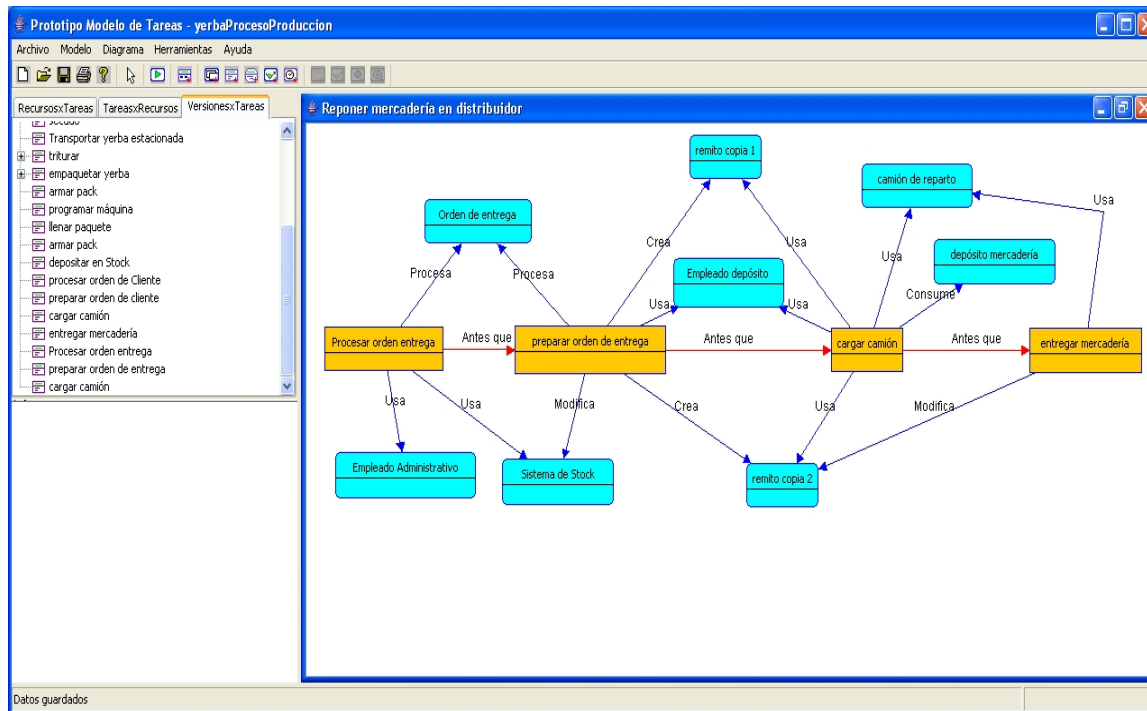 Prototipo Modelo de Tareas - yerbaProcesoProduccion
Archivo Modelo Diagrama Herramientas Ayuda
RecursosxTareas TareasxRecursos VersionesxTareas
secado
Transportar yerba estacionada
triturar
empaquetar yerba
armar pack
programar máquina
llenar paquete
armar pack
depositar en Stock
procesar orden de Cliente
preparar orden de cliente
cargar camión
entregar mercadería
Procesar orden entrega
preparar orden de entrega
cargar camión
Reponer mercadería en distribuidor
remito copia 1
camión de reparto
Usa
Orden de entrega
Crea
Usa
Usa
depósito mercadería
Procesa
Procesa
Empleado depósito
Consume
Usa
Usa
Procesar orden entrega
Antes que
preparar orden de entrega
Antes que
cargar camión
Antes que
entregar mercadería
Usa
Usa
Modifica
Crea
Usa
Modifica
Empleado Administrativo
Sistema de Stock
remito copia 2
Datos guardados